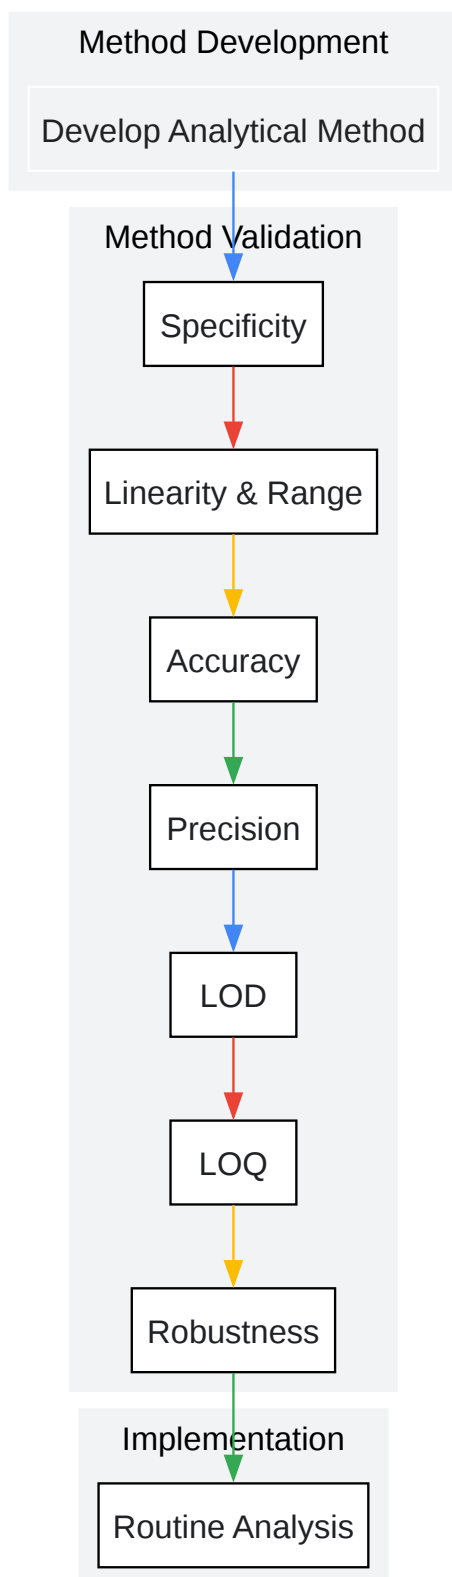 Method Development
Develop Analytical Method
Method Validation
Specificity
Linearity & Range
Accuracy
Precision
LOD
LOQ
Robustness
Implementation
Routine Analysis